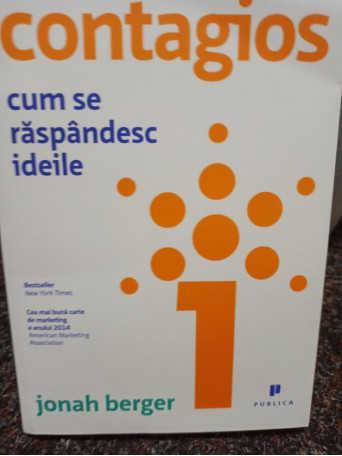 contagios
cum se
răspândesc
ideile
Bestseller
New York Times
Cea mai bună carte
de marketing
a anului 2014
American Marketing
Association
1
jonah berger
PUBLICA